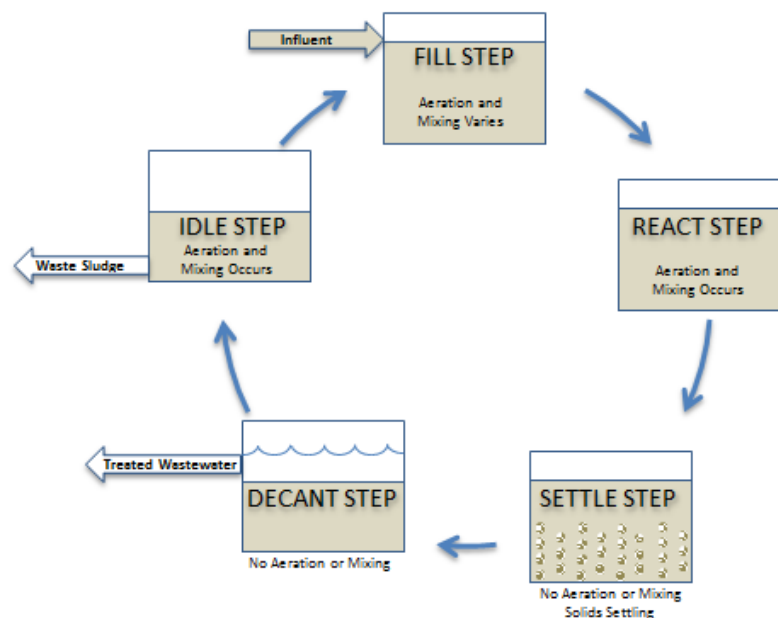 Influent
FILL STEP
Aeration and
Mixing Varies
REACT STEP
Aeration and
Mixing Occurs
SETTLE STEP
No Aeration or Mixing
Solids Settling
DECANT STEP
No Aeration or Mixing
Treated Wastewater
IDLE STEP
Aeration and
Mixing Occurs
Waste Sludge